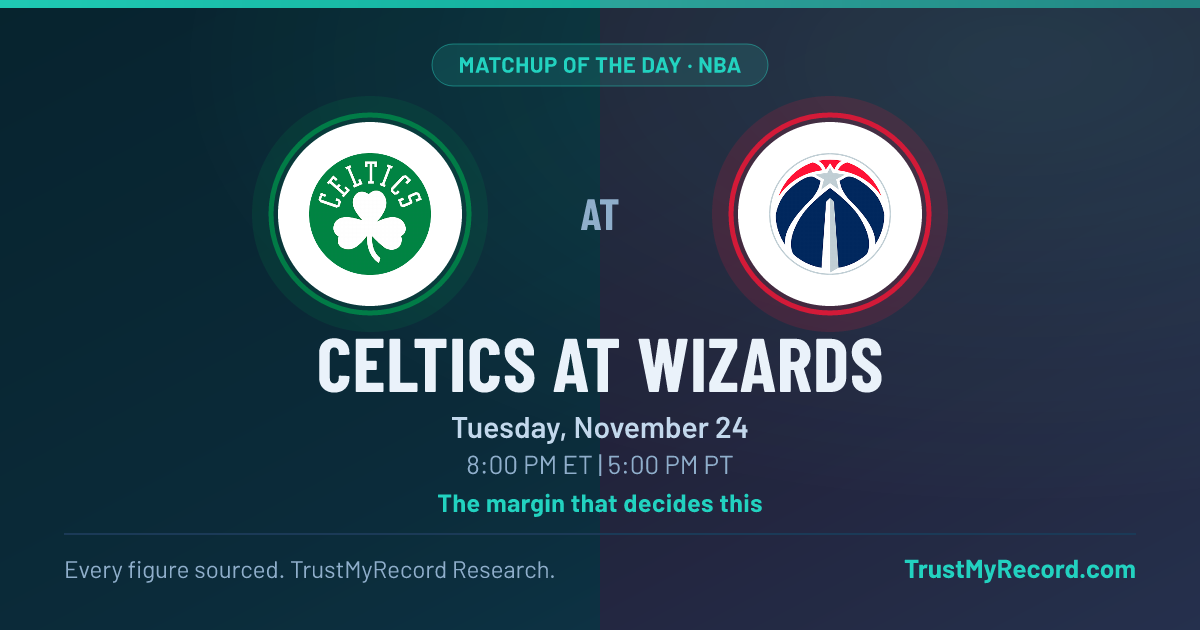 MATCHUP OF THE DAY · NBA
CELTICS
AT
CELTICS AT WIZARDS
Tuesday, November 24
8:00 PM ET | 5:00 PM PT
The margin that decides this
Every figure sourced. TrustMyRecord Research.
TrustMyRecord.com